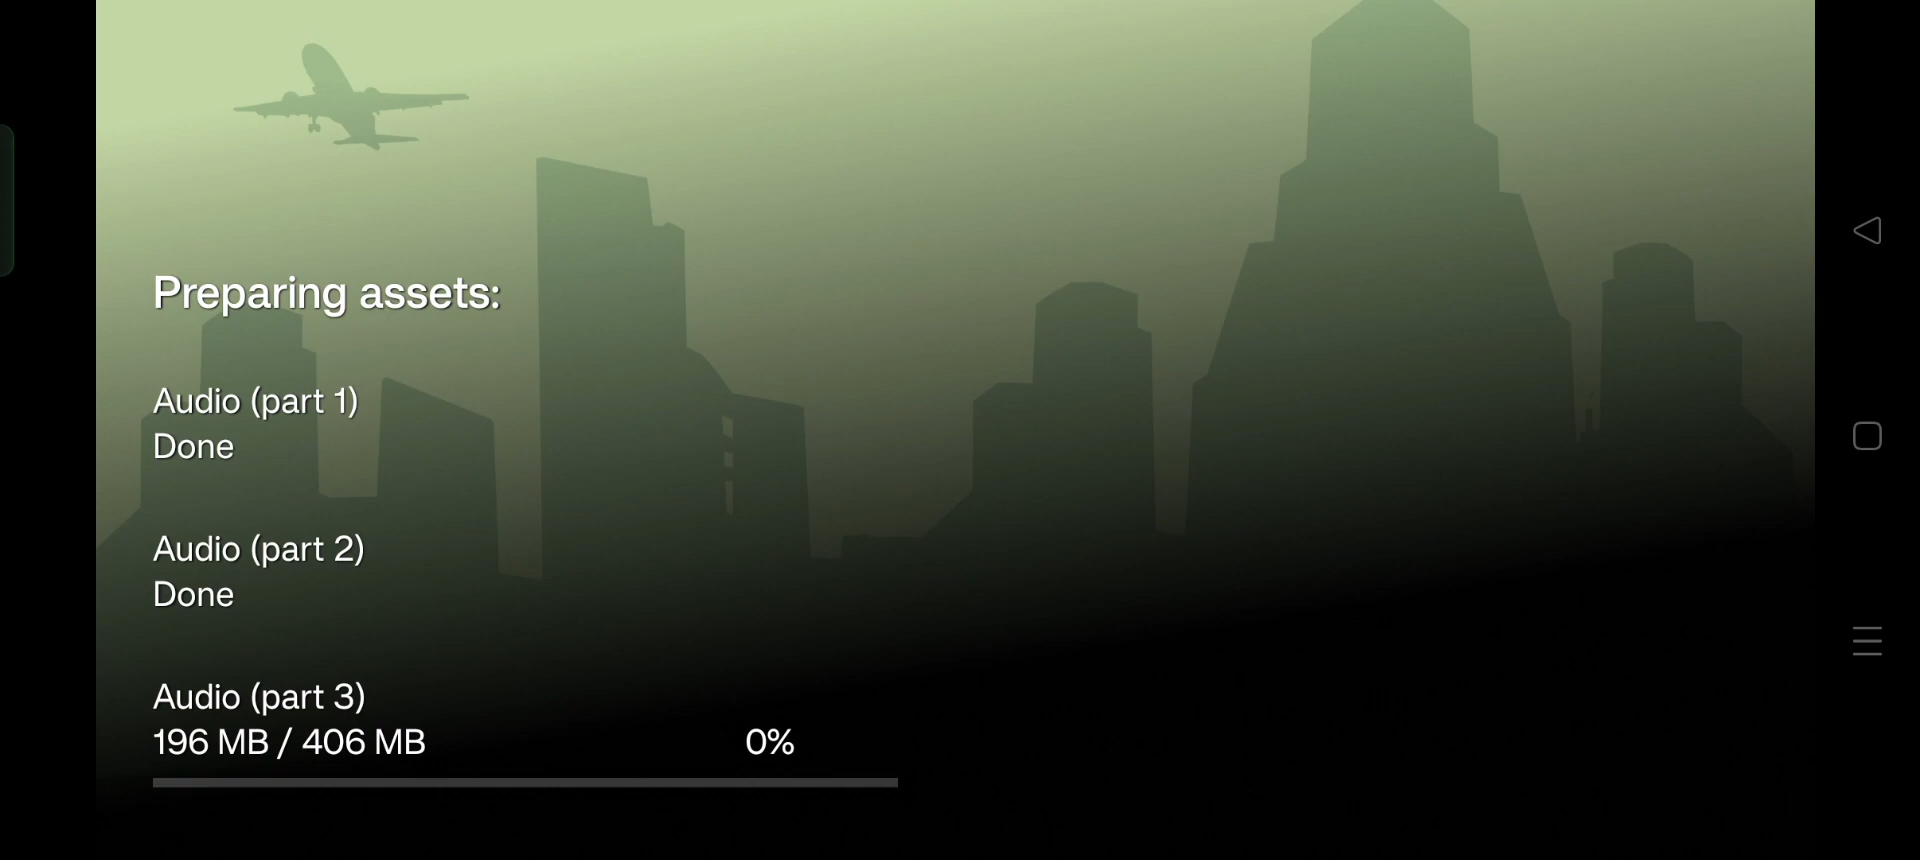 Preparing assets:
Audio (part 1)
Done
Audio (part 2)
Done
Audio (part 3)
196 MB / 406 MB 0%